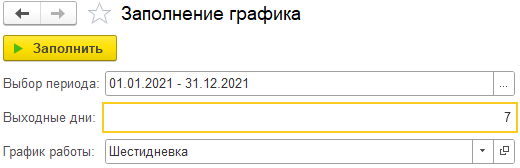 Заполнение графика
Заполнить
Выбор периода: 01.01.2021 - 31.12.2021 ...
Выходные дни: 7
График работы: Шестидневка